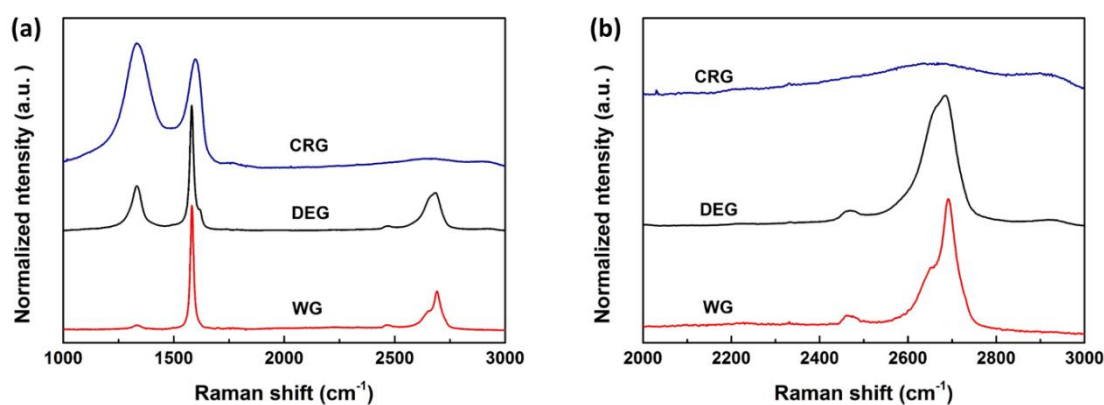 (a)
Normalized ntensity (a.u. )
CRG
DEG
WG
1000 1500 2000 2500 3000
Raman shift (cm-1)
(b)
Normalized ntensity (a.u. )
CRG
DEG
WG
2000 2200 2400 2600 2800 3000
Raman shift (cm-1)